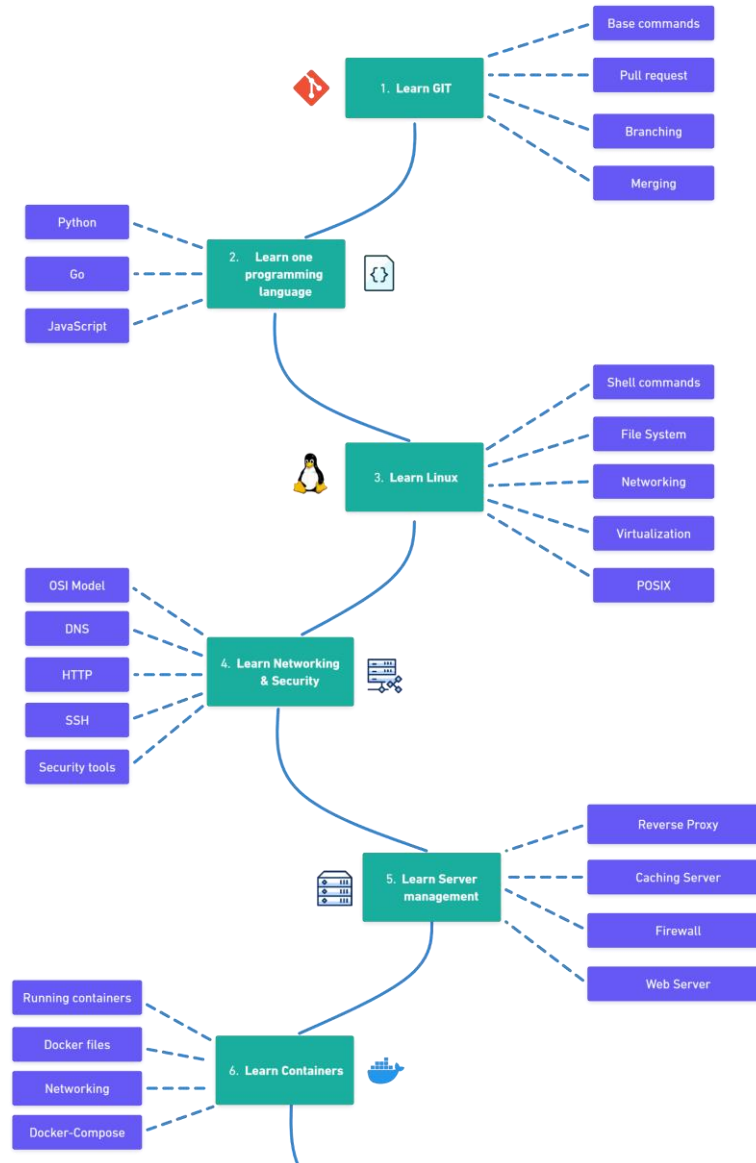 1. Learn GIT
Base commands
Pull request
Branching
Merging
2. Learn one
programming
language
Python
Go
JavaScript
{}
3. Learn Linux
Shell commands
File System
Networking
Virtualization
POSIX
4. Learn Networking
& Security
OSI Model
DNS
HTTP
SSH
Security tools
5. Learn Server
management
Reverse Proxy
Caching Server
Firewall
Web Server
6. Learn Containers
Running containers
Docker files
Networking
Docker-Compose